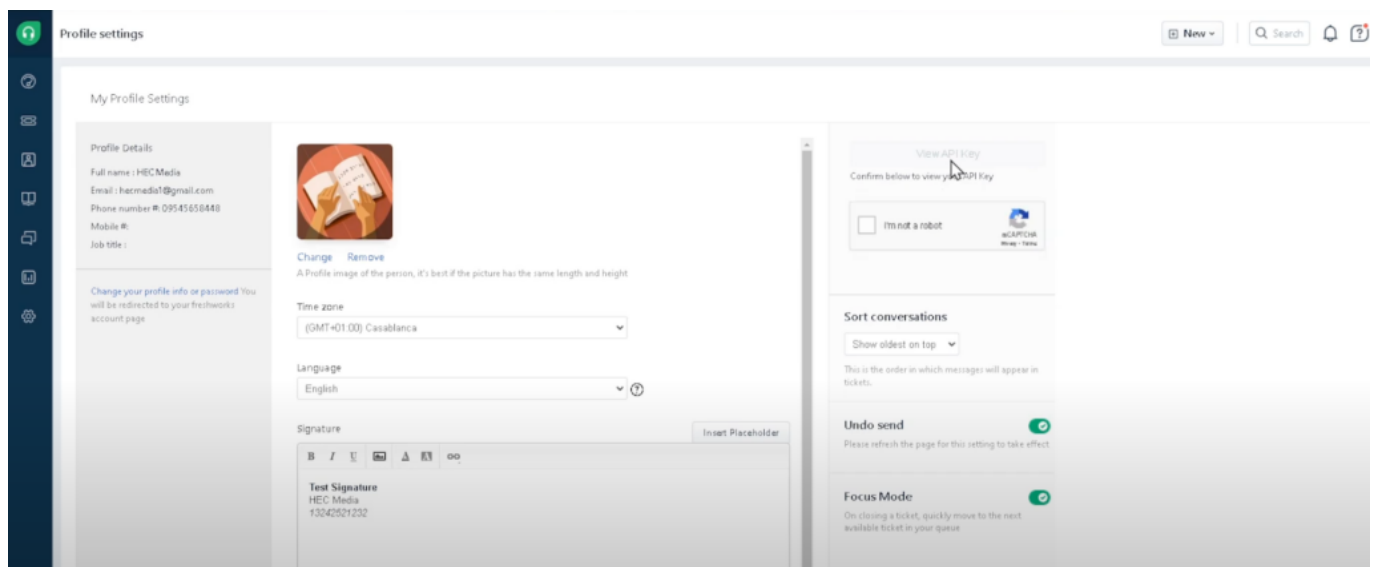 Profile settings
New
Search
My Profile Settings
Profile Details
Full name : HECMedia
Email : hecmedia1@gmail.com
Phone number #: 09545658448
Mobile #:
Job title :
Change your profile info or password You
will be redirected to your freshworks
account page
Change Remove
A Profile image of the person, it's best if the picture has the same length and height
Time zone
(GMT+01:00) Casablanca
Language
English
Signature
Insert Placeholder
B I U A
Test Signature
HEC Media
13242521232
View API Key
Confirm below to view your API Key
I'm not a robot
reCAPTCHA
Privacy - Terms
Sort conversations
Show oldest on top
This is the order in which messages will appear in
tickets.
Undo send
Please refresh the page for this setting to take effect
Focus Mode
On closing a ticket, quickly move to the next
available ticket in your queue